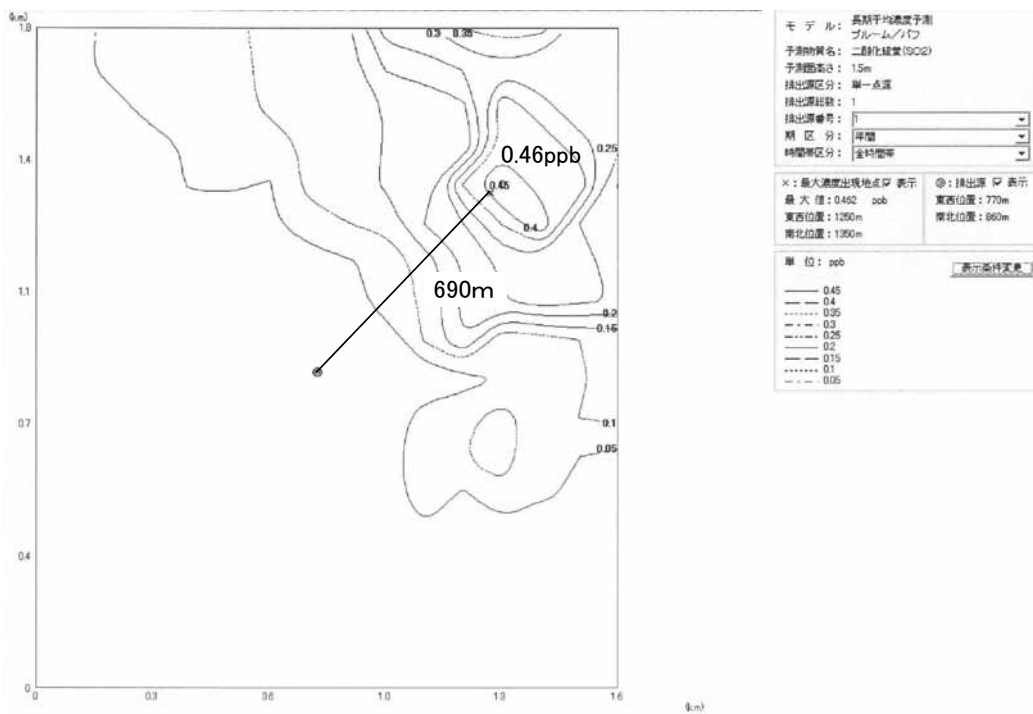 (km)
1.8
1.4
1.1
0.7
0.4
0
0
0.3
0.6
1.0
1.3
1.6
(km)
0.3
0.35
0.25
0.46ppb
0.45
0.4
690m
0.2
0.15
0.1
0.05
モデル: 長期平均濃度予測
プルーム/パフ
予測物質名: 二酸化硫黄(SO2)
予測面高さ: 1.5m
排出源区分: 単一点源
排出源総数: 1
排出源番号: 1
期区分: 年間
時間帯区分: 全時間帯
×:最大濃度出現地点 表示
最大値:0.462 ppb
東西位置:1250m
南北位置:1350m
◎:排出源 表示
東西位置:770m
南北位置:860m
単位: ppb
表示条件変更
0.45
0.4
0.35
0.3
0.25
0.2
0.15
0.1
0.05